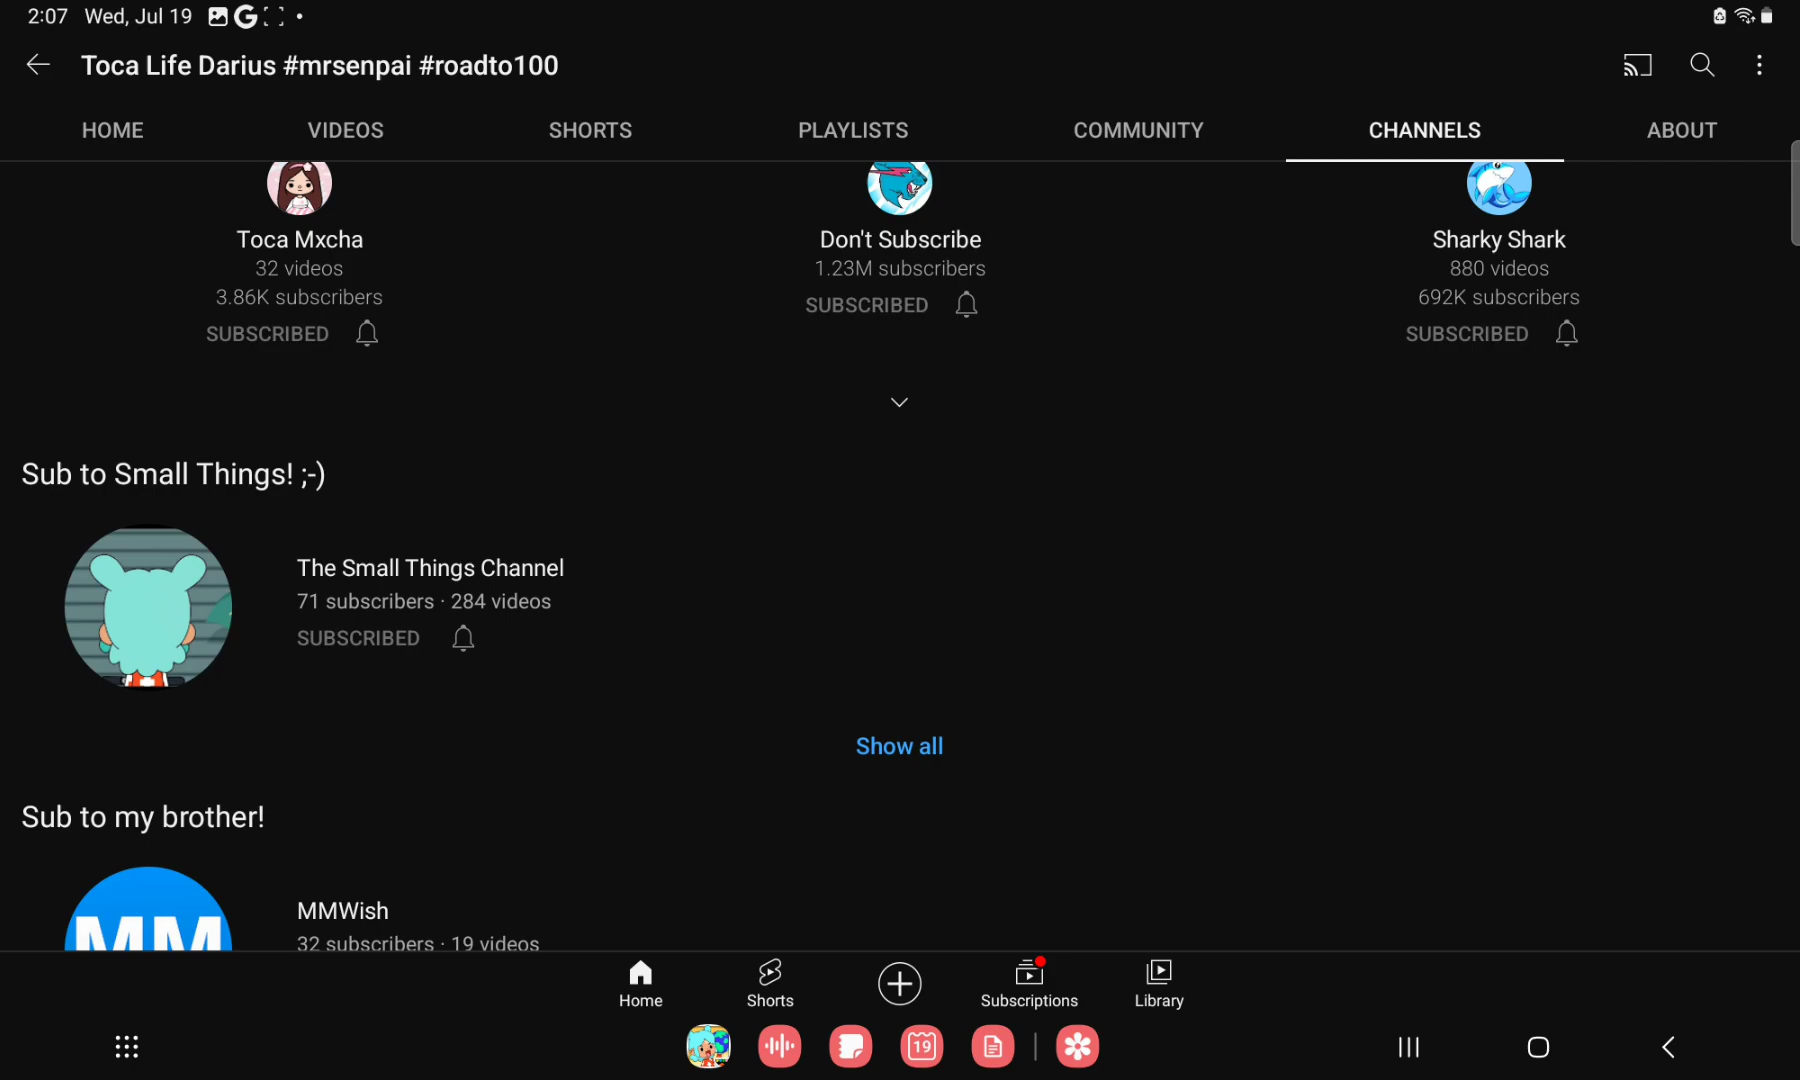 2:07 Wed, Jul 19
Toca Life Darius #mrsenpai #roadto100
HOME VIDEOS SHORTS PLAYLISTS COMMUNITY CHANNELS ABOUT
Toca Mxcha
32 videos
3.86K subscribers
SUBSCRIBED
Don't Subscribe
1.23M subscribers
SUBSCRIBED
Sharky Shark
880 videos
692K subscribers
SUBSCRIBED
Sub to Small Things! ;-)
The Small Things Channel
71 subscribers · 284 videos
SUBSCRIBED
Show all
Sub to my brother!
MM
MMWish
32 subscribers · 19 videos
Home Shorts Subscriptions Library
19